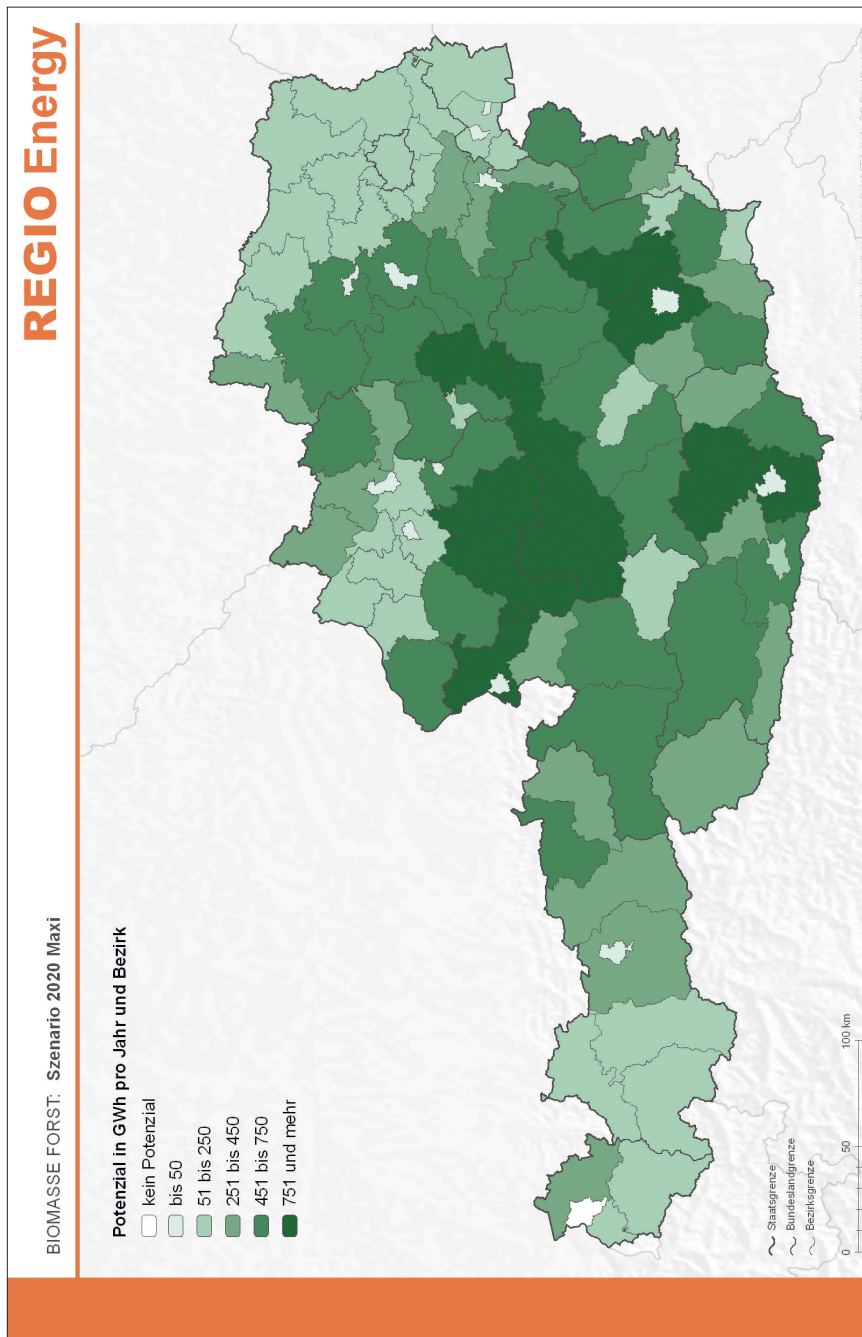 REGIO Energy
BIOMASSE FORST: Szenario 2020 Maxi
Potenzial in GWh pro Jahr und Bezirk
kein Potenzial
bis 50
51 bis 250
251 bis 450
451 bis 750
751 und mehr
Staatsgrenze
Bundeslandgrenze
Bezirksgrenze
0 50 100 km